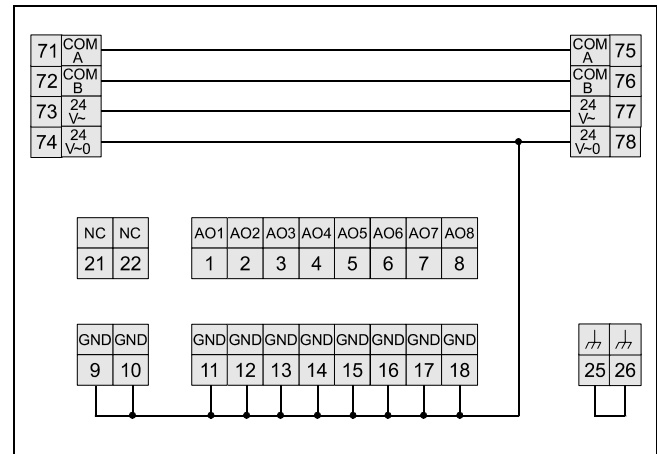 71 COM A COM A 75
72 COM B COM B 76
73 24 V~ 24 V~ 77
74 24 V~0 24 V~0 78
NC NC AO1 AO2 AO3 AO4 AO5 AO6 AO7 AO8
21 22 1 2 3 4 5 6 7 8
GND GND GND GND GND GND GND GND GND GND
9 10 11 12 13 14 15 16 17 18 25 26